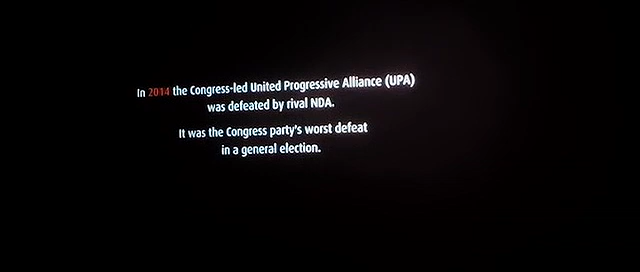 In 2014 the Congress-led United Progressive Alliance (UPA)
was defeated by rival NDA.
It was the Congress party's worst defeat
in a general election.